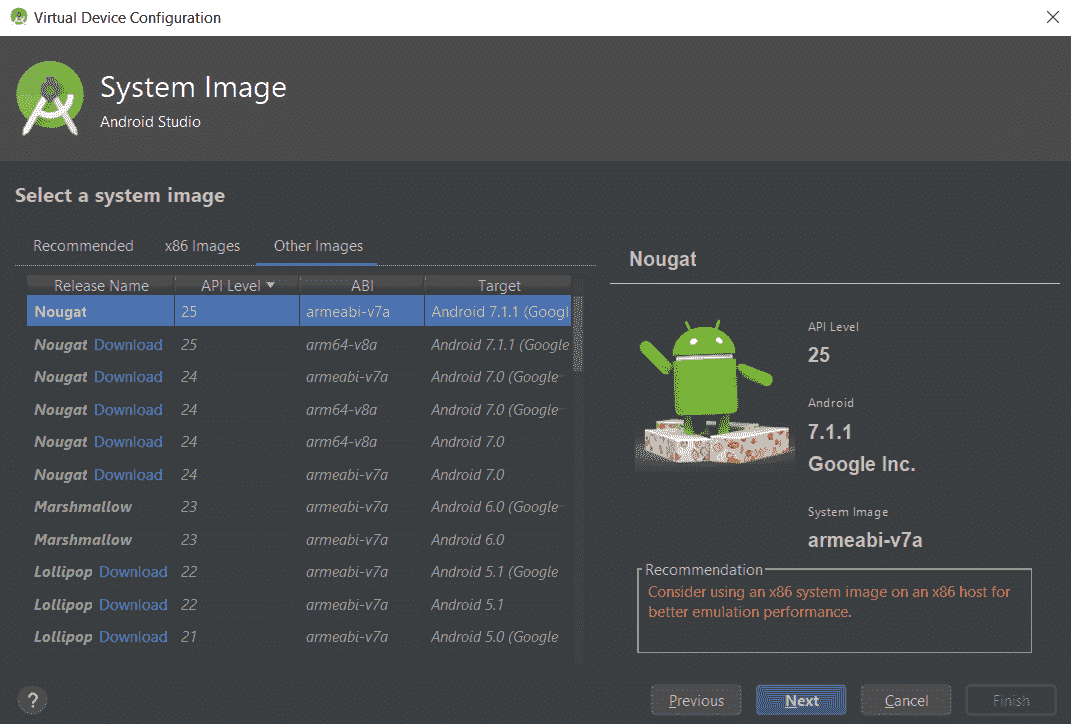 Virtual Device Configuration
System Image
Android Studio
Select a system image
Recommended x86 Images Other Images
Release Name API Level ▼ ABI Target
Nougat 25 armeabi-v7a Android 7.1.1 (Googl
Nougat Download 25 arm64-v8a Android 7.1.1 (Google
Nougat Download 24 armeabi-v7a Android 7.0 (Google
Nougat Download 24 arm64-v8a Android 7.0 (Google
Nougat Download 24 arm64-v8a Android 7.0
Nougat Download 24 armeabi-v7a Android 7.0
Marshmallow 23 armeabi-v7a Android 6.0 (Google
Marshmallow 23 armeabi-v7a Android 6.0
Lollipop Download 22 armeabi-v7a Android 5.1 (Google
Lollipop Download 22 armeabi-v7a Android 5.1
Lollipop Download 21 armeabi-v7a Android 5.0 (Google
Nougat
API Level
25
Android
7.1.1
Google Inc.
System Image
armeabi-v7a
Recommendation
Consider using an x86 system image on an x86 host for
better emulation performance.
? Previous Next Cancel Finish